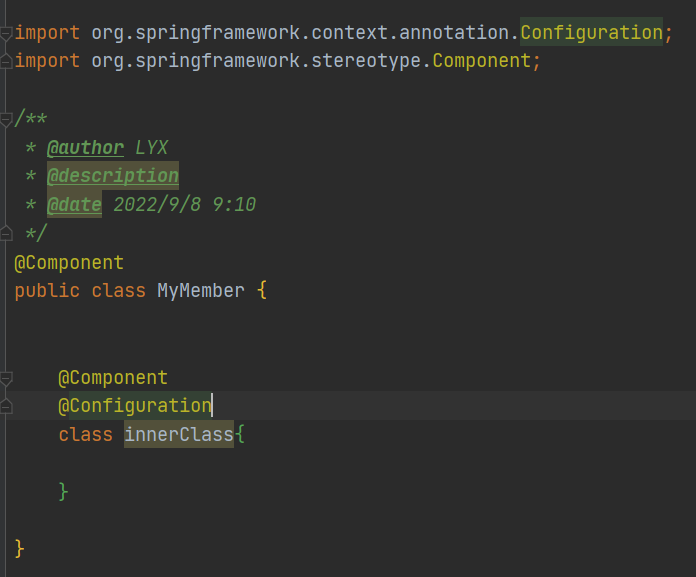 import org.springframework.context.annotation.Configuration;
import org.springframework.stereotype.Component;
/**
 * @author LYX
 * @description
 * @date 2022/9/8 9:10
 */
@Component
public class MyMember {
    @Component
    @Configuration
    class innerClass{
    }
}